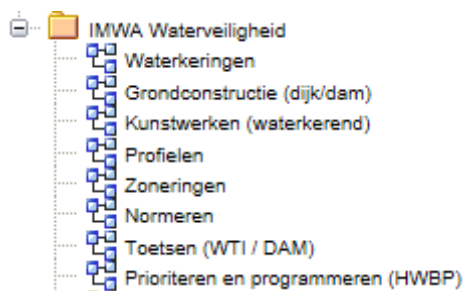 IMWA Waterveiligheid
Waterkeringen
Grondconstructie (dijk/dam)
Kunstwerken (waterkerend)
Profielen
Zoneringen
Normeren
Toetsen (WTI / DAM)
Prioriteren en programmeren (HWBP)